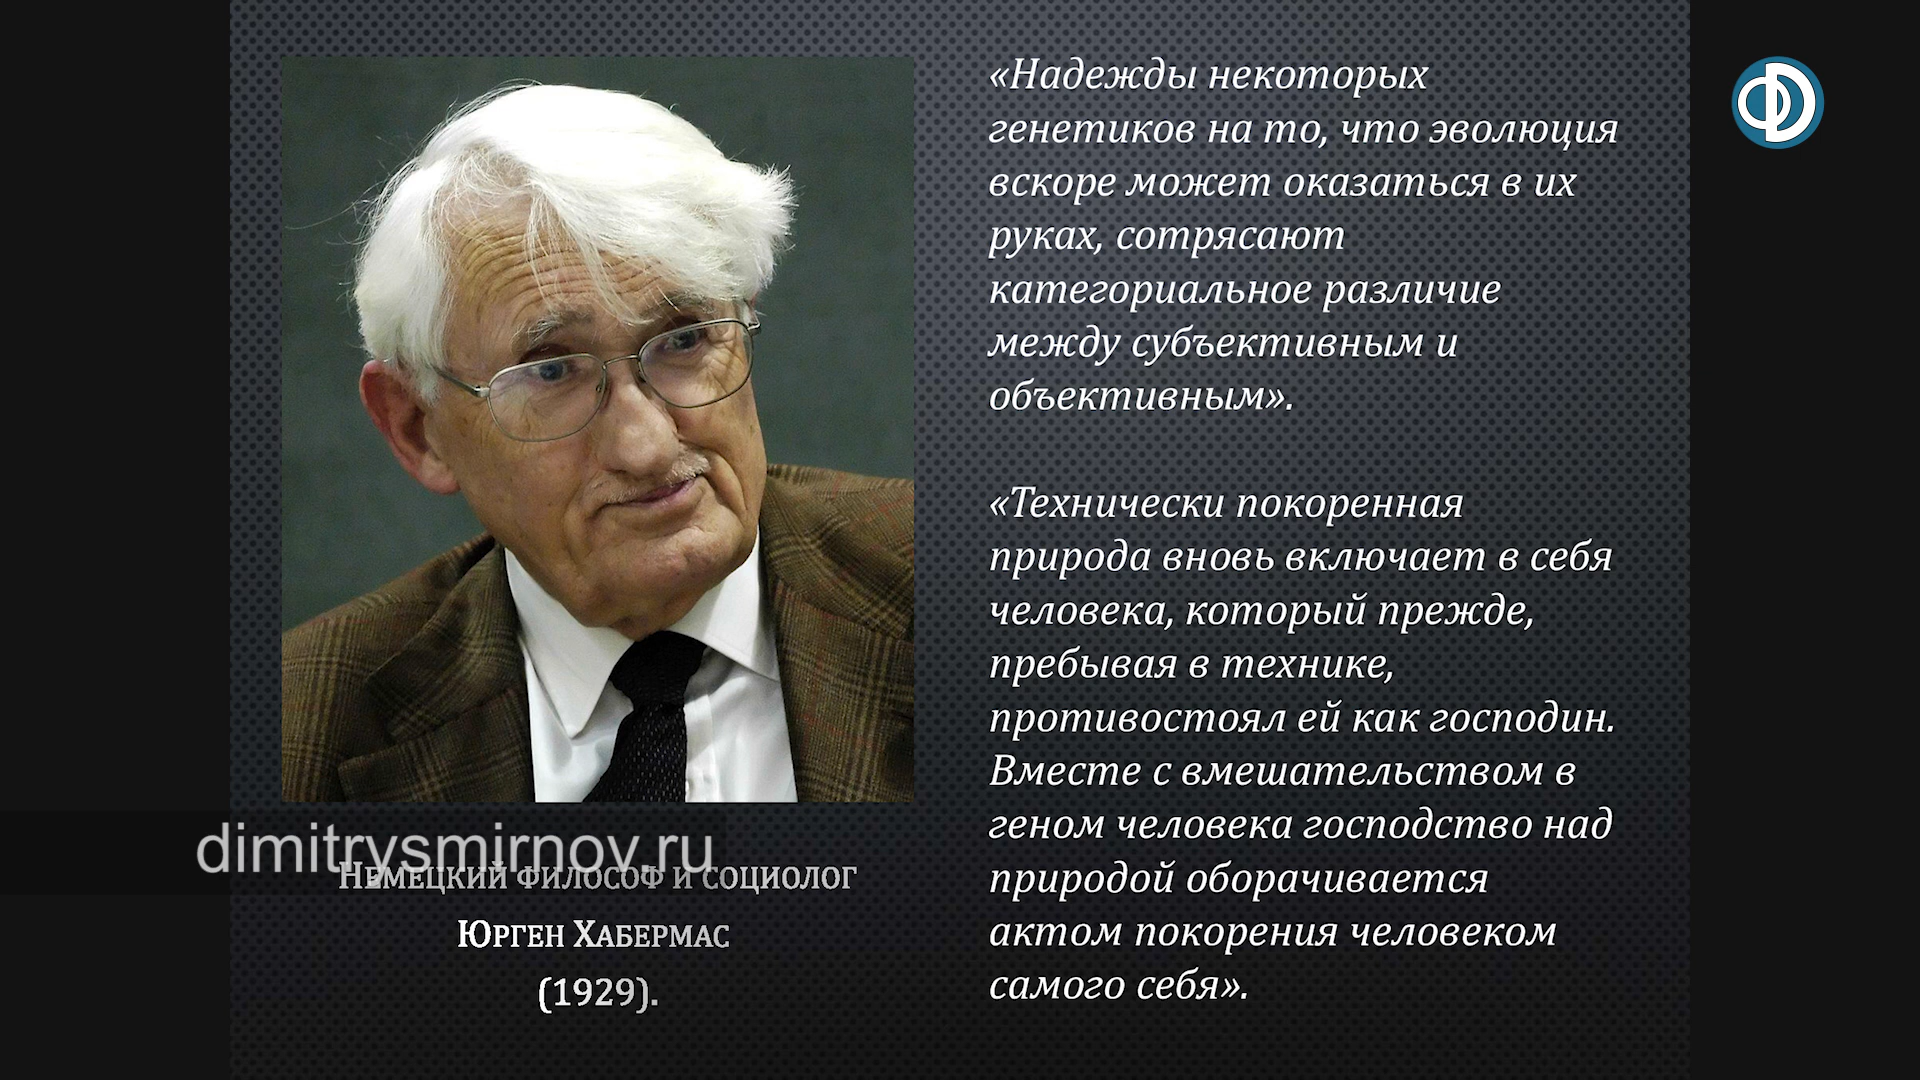 «Надежды некоторых
генетиков на то, что эволюция
вскоре может оказаться в их
руках, сотрясают
категориальное различие
между субъективным и
объективным».
«Технически покоренная
природа вновь включает в себя
человека, который прежде,
пребывая в технике,
противостоял ей как господин.
Вместе с вмешательством в
геном человека господство над
природой оборачивается
актом покорения человеком
самого себя».
dimitrysmirnov.ru
Немецкий философ и социолог
Юрген Хабермас
(1929).